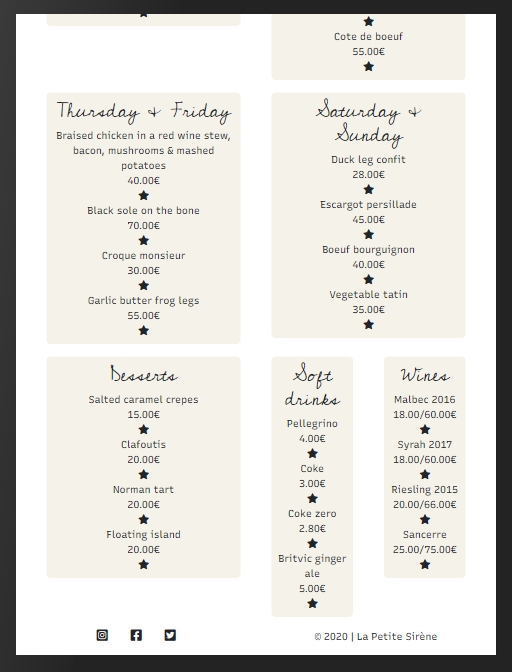 Cote de boeuf
55.00€
Thursday & Friday
Braised chicken in a red wine stew,
bacon, mushrooms & mashed
potatoes
40.00€
Black sole on the bone
70.00€
Croque monsieur
30.00€
Garlic butter frog legs
55.00€
Saturday &
Sunday
Duck leg confit
28.00€
Escargot persillade
45.00€
Boeuf bourguignon
40.00€
Vegetable tatin
35.00€
Desserts
Salted caramel crepes
15.00€
Clafoutis
20.00€
Norman tart
20.00€
Floating island
20.00€
Soft
drinks
Pellegrino
4.00€
Coke
3.00€
Coke zero
2.80€
Britvic ginger
ale
5.00€
Wines
Malbec 2016
18.00/60.00€
Syrah 2017
18.00/60.00€
Riesling 2015
20.00/66.00€
Sancerre
25.00/75.00€
© 2020 | La Petite Sirène